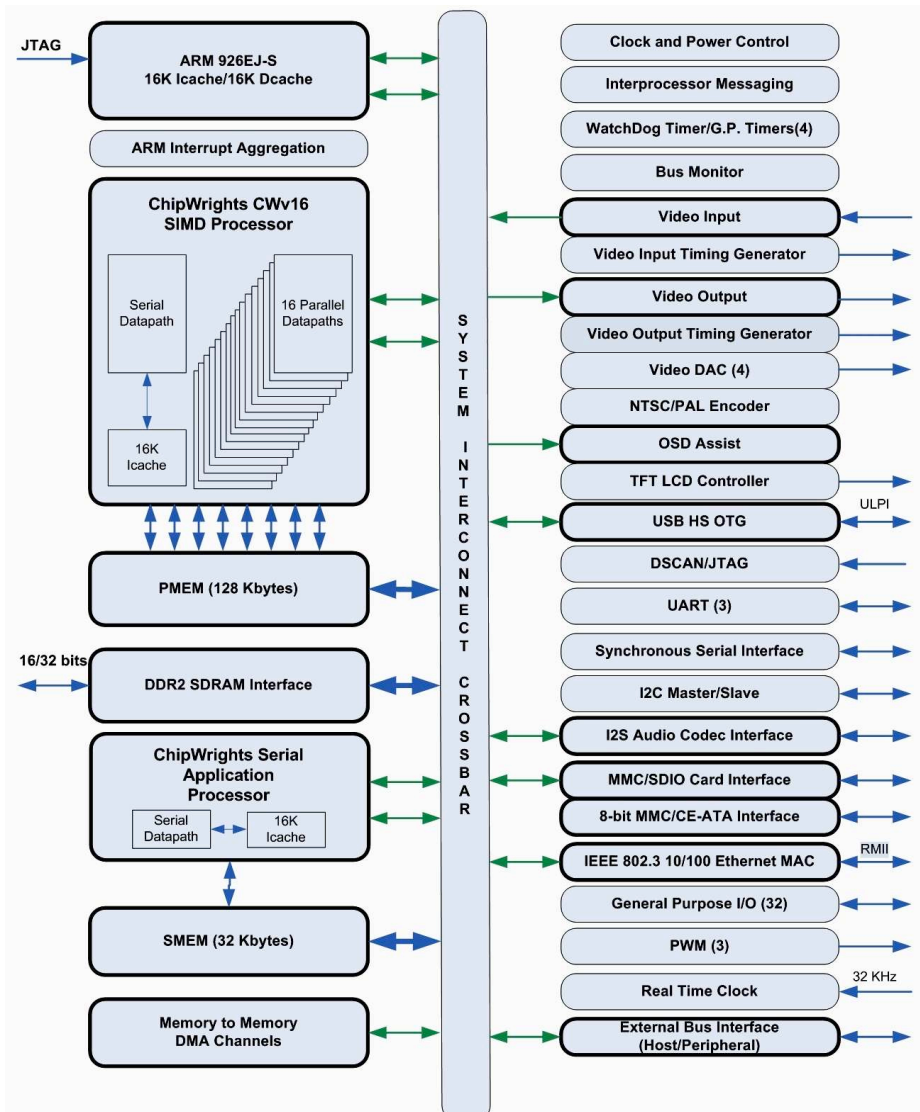 JTAG
ARM 926EJ-S
16K Icache/16K Dcache
ARM Interrupt Aggregation
ChipWrights CWv16
SIMD Processor
Serial
Datapath
16 Parallel
Datapaths
16K
Icache
PMEM (128 Kbytes)
16/32 bits
DDR2 SDRAM Interface
ChipWrights Serial
Application
Processor
Serial
Datapath
16K
Icache
SMEM (32 Kbytes)
Memory to Memory
DMA Channels
SYSTEM INTERCONNECT CROSSBAR
Clock and Power Control
Interprocessor Messaging
WatchDog Timer/G.P. Timers(4)
Bus Monitor
Video Input
Video Input Timing Generator
Video Output
Video Output Timing Generator
Video DAC (4)
NTSC/PAL Encoder
OSD Assist
TFT LCD Controller
USB HS OTG
ULPI
DSCAN/JTAG
UART (3)
Synchronous Serial Interface
I2C Master/Slave
I2S Audio Codec Interface
MMC/SDIO Card Interface
8-bit MMC/CE-ATA Interface
IEEE 802.3 10/100 Ethernet MAC
RMII
General Purpose I/O (32)
PWM (3)
Real Time Clock
32 KHz
External Bus Interface
(Host/Peripheral)